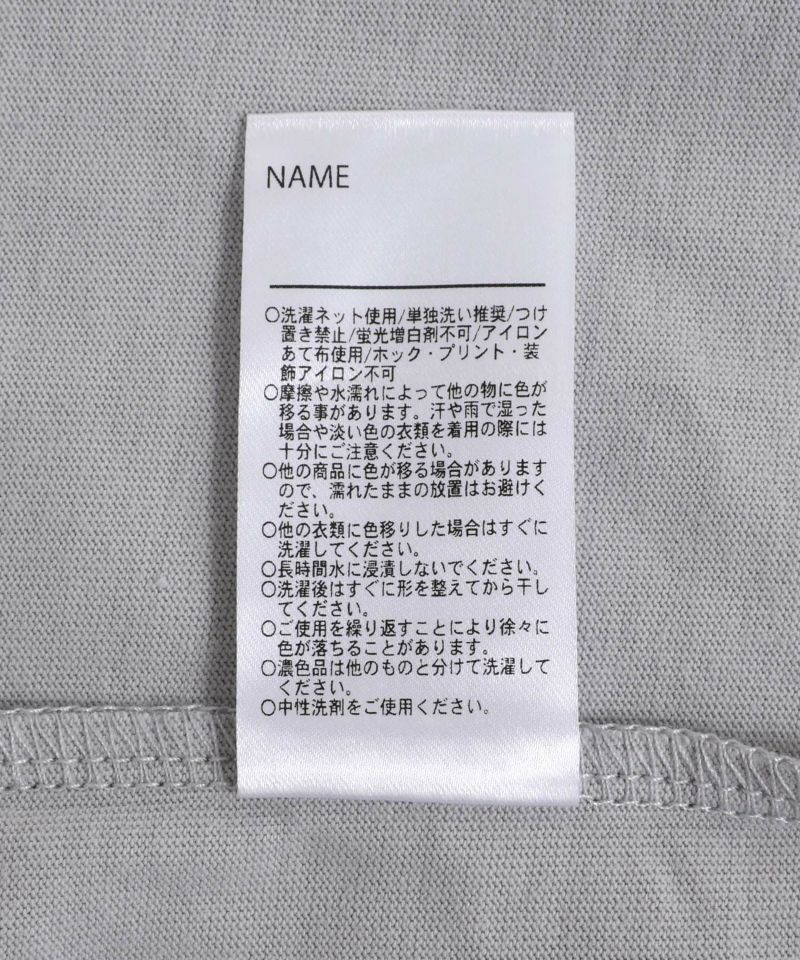 NAME
○洗濯ネット使用/単独洗い推奨/つけ
置き禁止/蛍光増白剤不可/アイロン
あて布使用/ホック・プリント・装
飾アイロン不可
○摩擦や水濡れによって他の物に色が
移る事があります。汗や雨で湿った
場合や淡い色の衣類を着用の際には
十分にご注意ください。
○他の商品に色が移る場合があります
ので、濡れたままの放置はお避けく
ださい。
○他の衣類に色移りした場合はすぐに
洗濯してください。
○長時間水に浸漬しないでください。
○洗濯後はすぐに形を整えてから干し
てください。
○ご使用を繰り返すことにより徐々に
色が落ちることがあります。
○濃色品は他のものと分けて洗濯して
ください。
○中性洗剤をご使用ください。